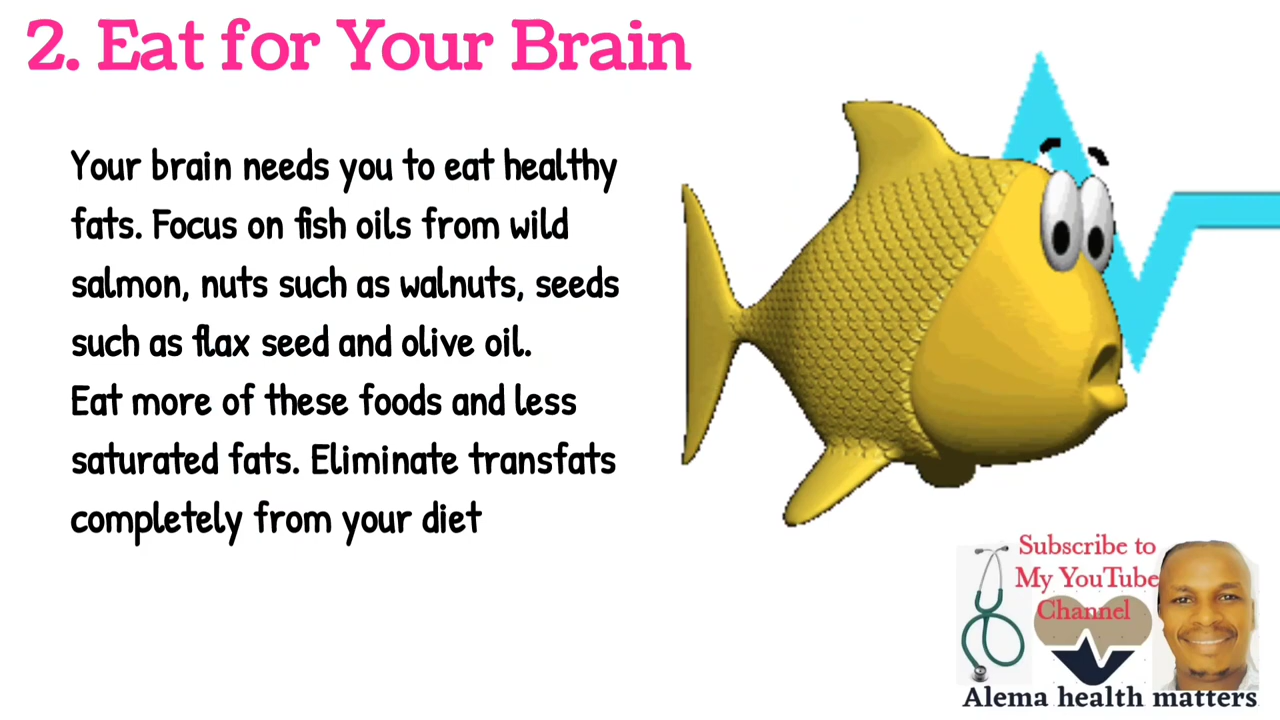 2. Eat for Your Brain
Your brain needs you to eat healthy
fats. Focus on fish oils from wild
salmon, nuts such as walnuts, seeds
such as flax seed and olive oil.
Eat more of these foods and less
saturated fats. Eliminate transfats
completely from your diet
Subscribe to
My YouTube
Channel
Alema health matters